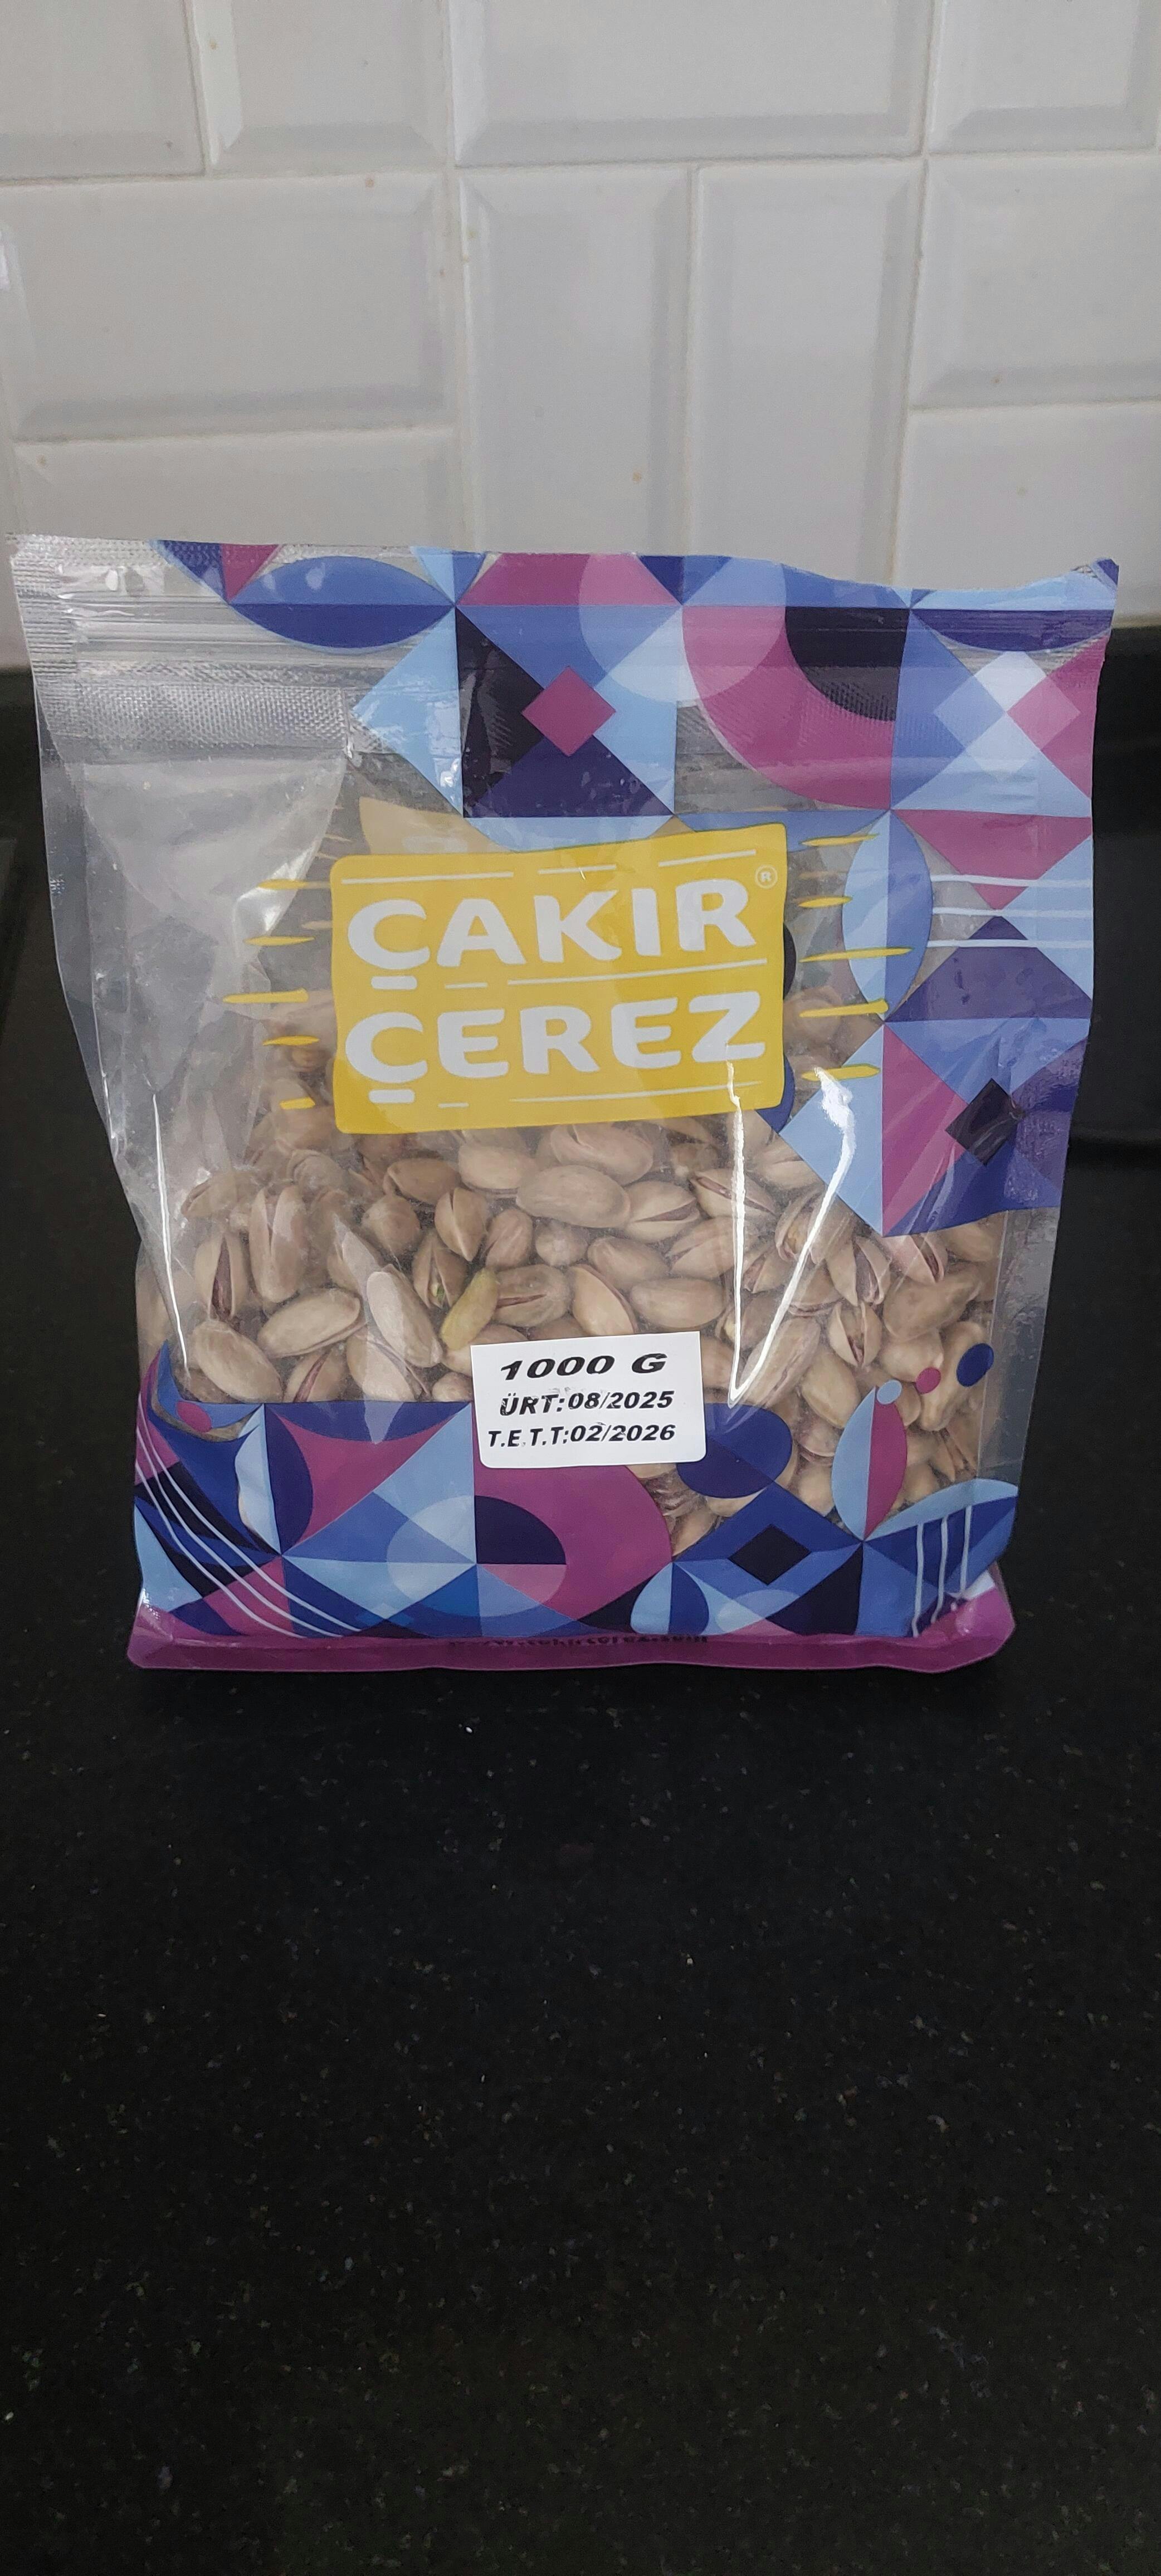 ÇAKIR®
ÇEREZ
1000 G
ÜRT:08/2025
T.E.T.T:02/2026